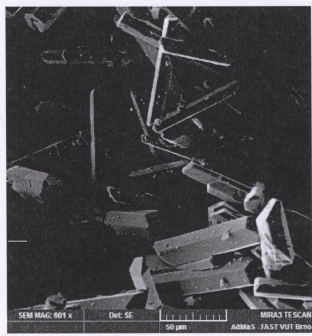 SEM MAG: 601 x Det: SE MIRA3 TESCAN
50 µm AdMaS - FAST VUT Brno